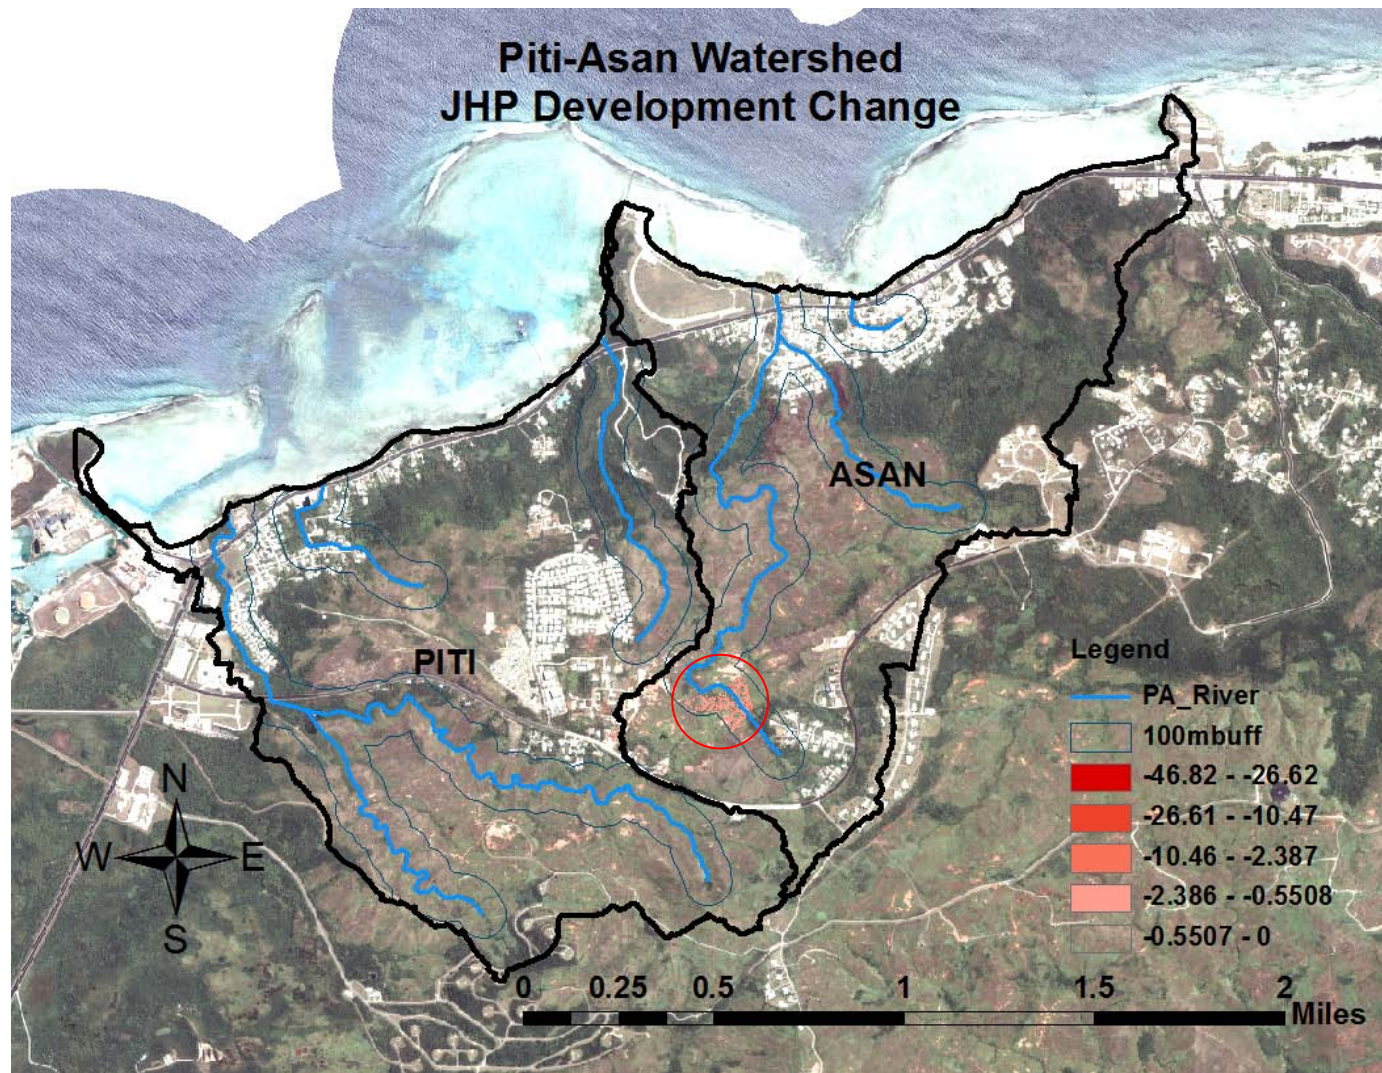 Piti-Asan Watershed
JHP Development Change
ASAN
PITI
N
W
E
S
Legend
PA_River
100mbuff
-46.82 - -26.62
-26.61 - -10.47
-10.46 - -2.387
-2.386 - -0.5508
-0.5507 - 0
0 0.25 0.5 1 1.5 2
Miles